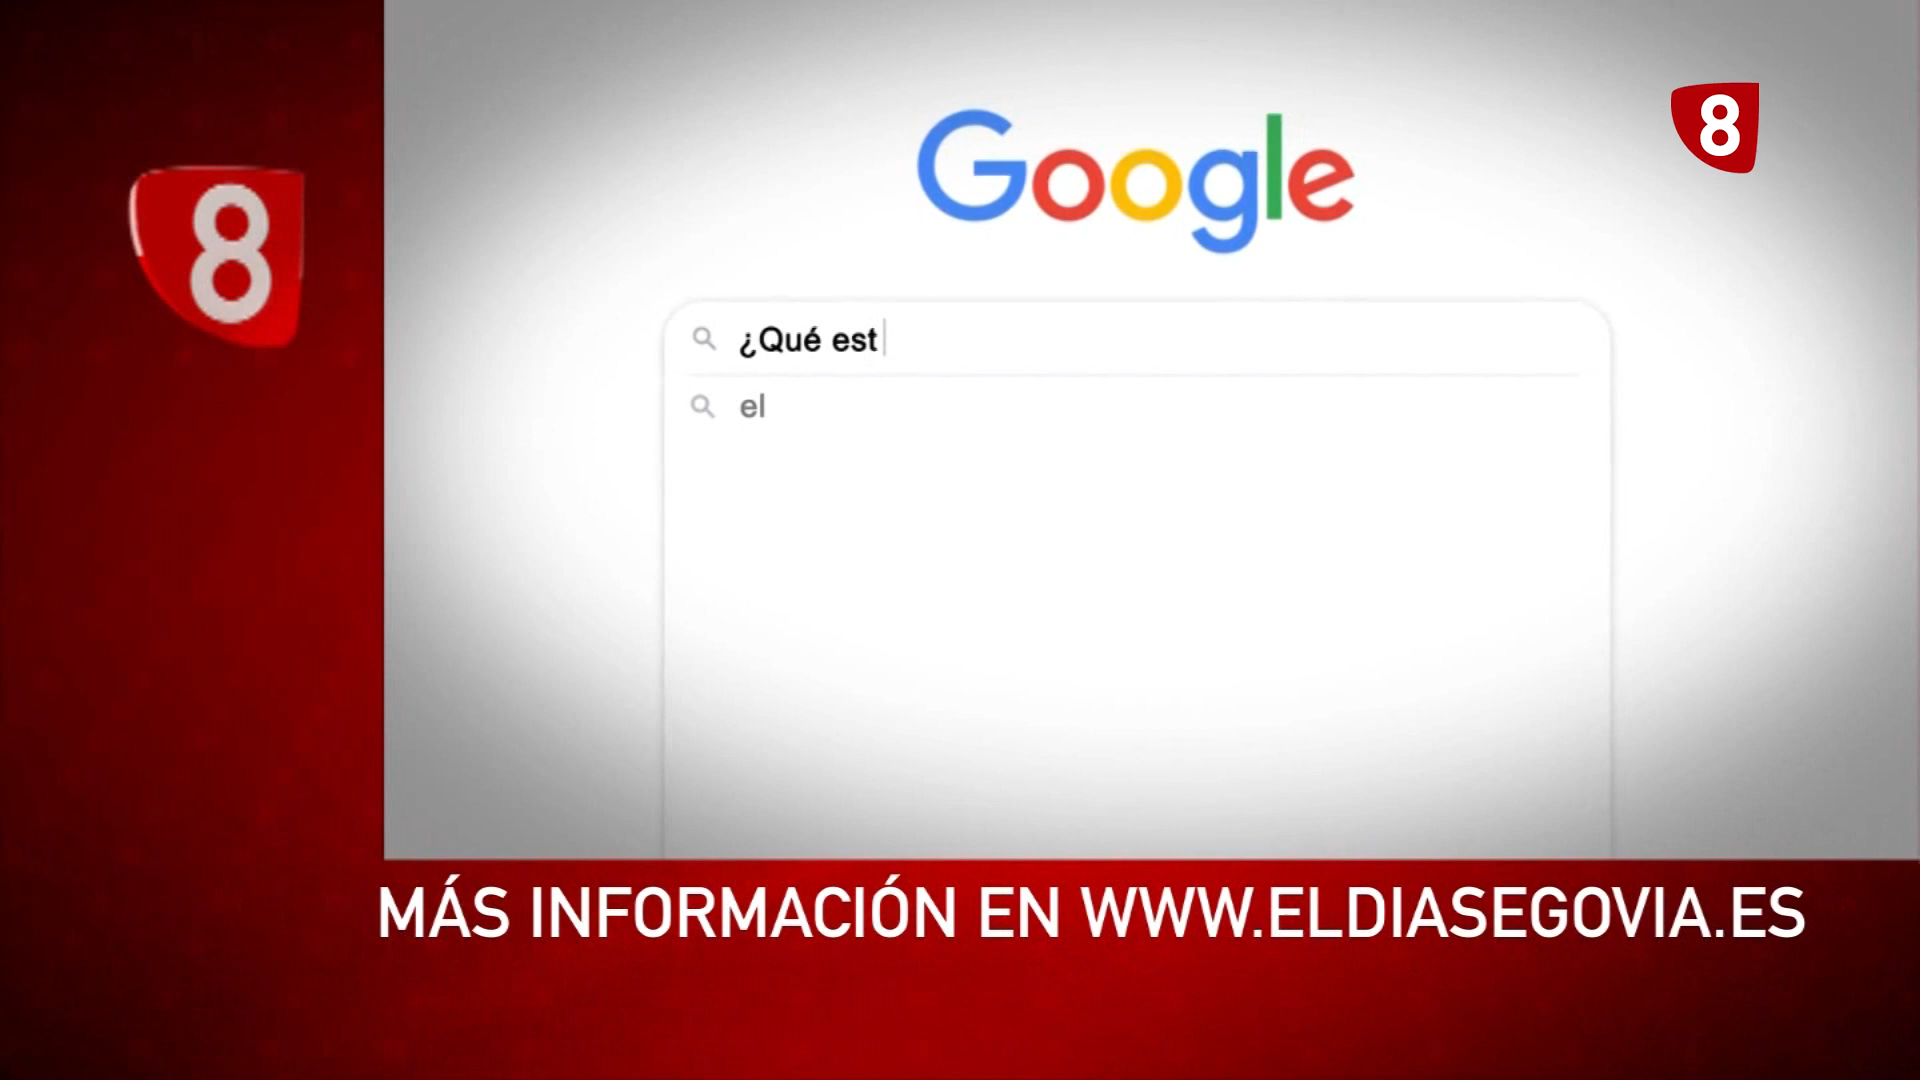 8
Google
8
¿Qué est
el
MÁS INFORMACIÓN EN WWW.ELDIASEGOVIA.ES